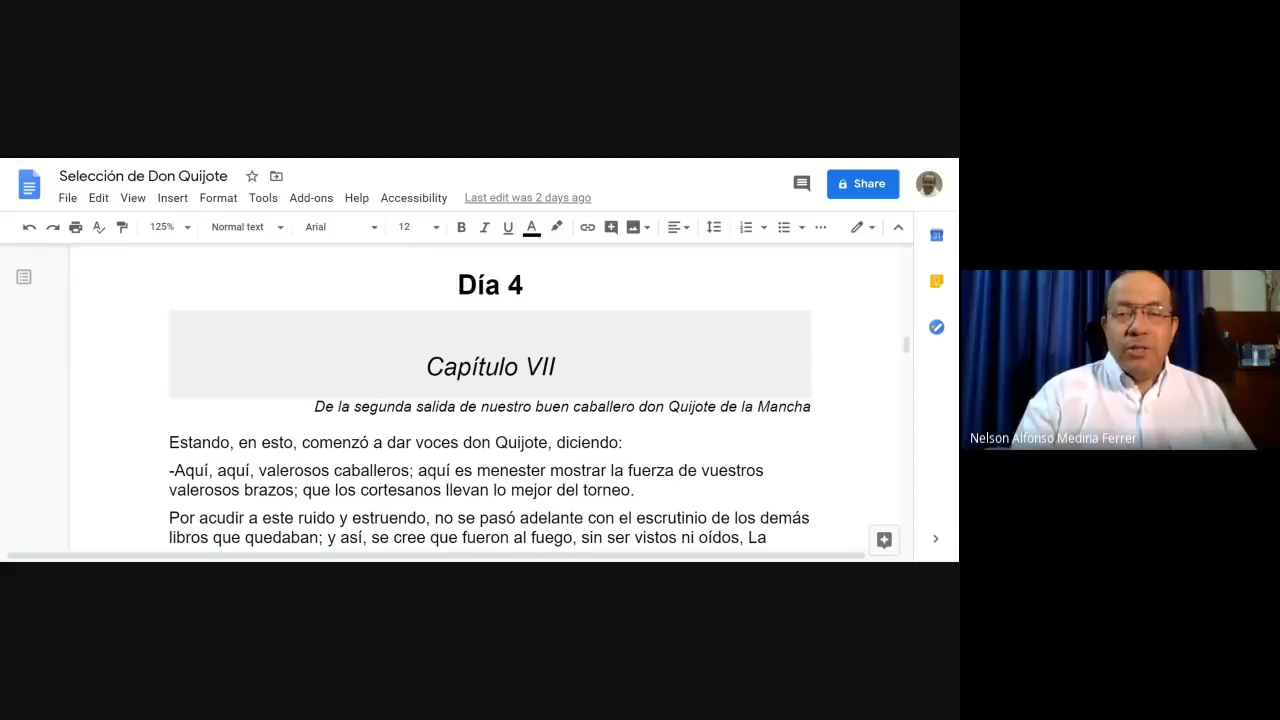 Selección de Don Quijote
File Edit View Insert Format Tools Add-ons Help Accessibility Last edit was 2 days ago
Share
125% Normal text Arial 12 B I U A
Día 4
Capítulo VII
De la segunda salida de nuestro buen caballero don Quijote de la Mancha
Estando, en esto, comenzó a dar voces don Quijote, diciendo:
-Aquí, aquí, valerosos caballeros; aquí es menester mostrar la fuerza de vuestros
valerosos brazos; que los cortesanos llevan lo mejor del torneo.
Por acudir a este ruido y estruendo, no se pasó adelante con el escrutinio de los demás
libros que quedaban; y así, se cree que fueron al fuego, sin ser vistos ni oídos, La
Nelson Alfonso Medina Ferrer